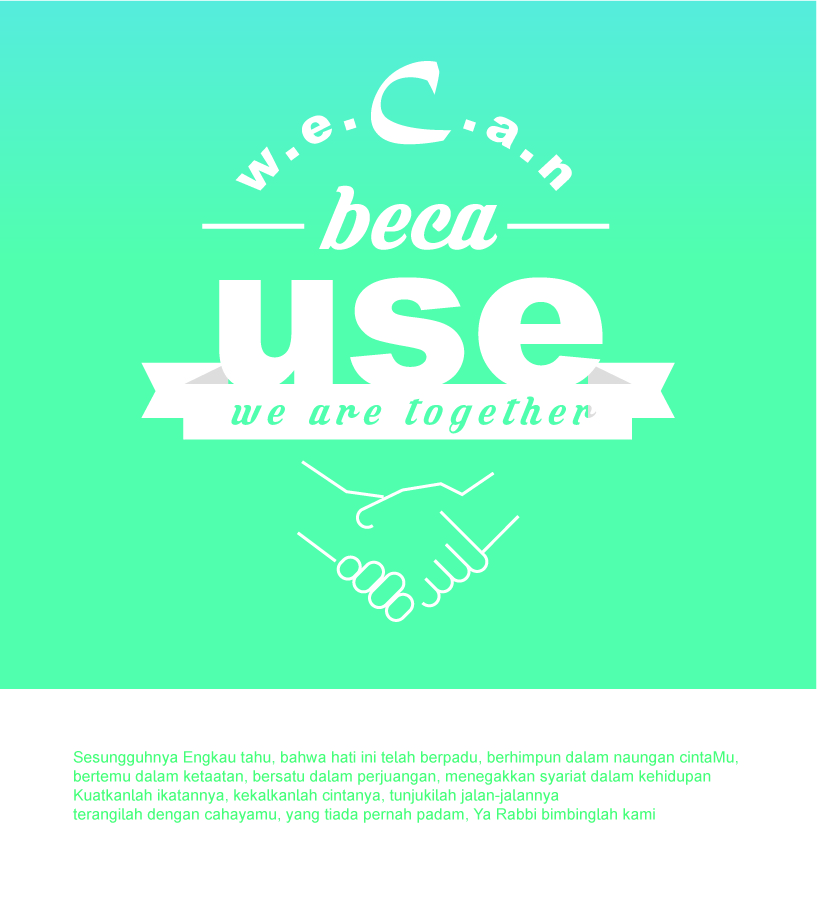 w.e.C.a.n
beca
use
we are together
Sesungguhnya Engkau tahu, bahwa hati ini telah berpadu, berhimpun dalam naungan cintaMu,
bertemu dalam ketaatan, bersatu dalam perjuangan, menegakkan syariat dalam kehidupan
Kuatkanlah ikatannya, kekalkanlah cintanya, tunjukilah jalan-jalannya
terangilah dengan cahayamu, yang tiada pernah padam, Ya Rabbi bimbinglah kami